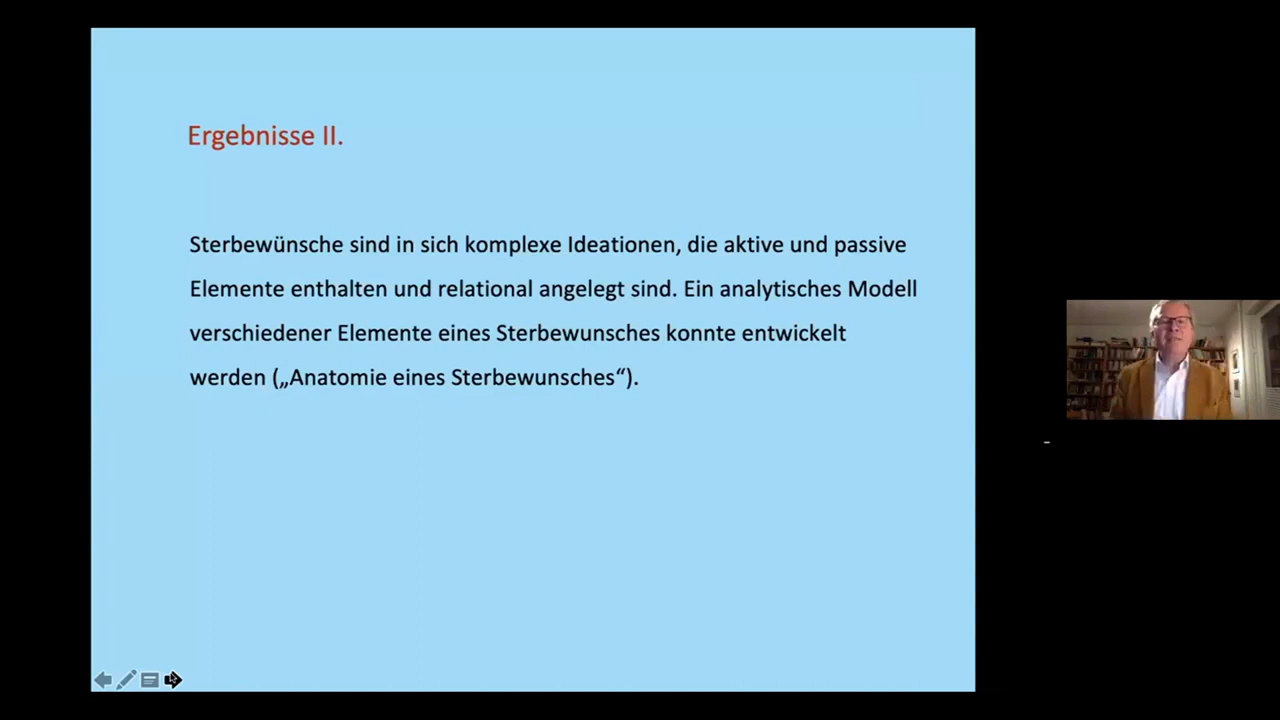 Ergebnisse II.
Sterbewünsche sind in sich komplexe Ideationen, die aktive und passive
Elemente enthalten und relational angelegt sind. Ein analytisches Modell
verschiedener Elemente eines Sterbewunsches konnte entwickelt
werden („Anatomie eines Sterbewunsches“).